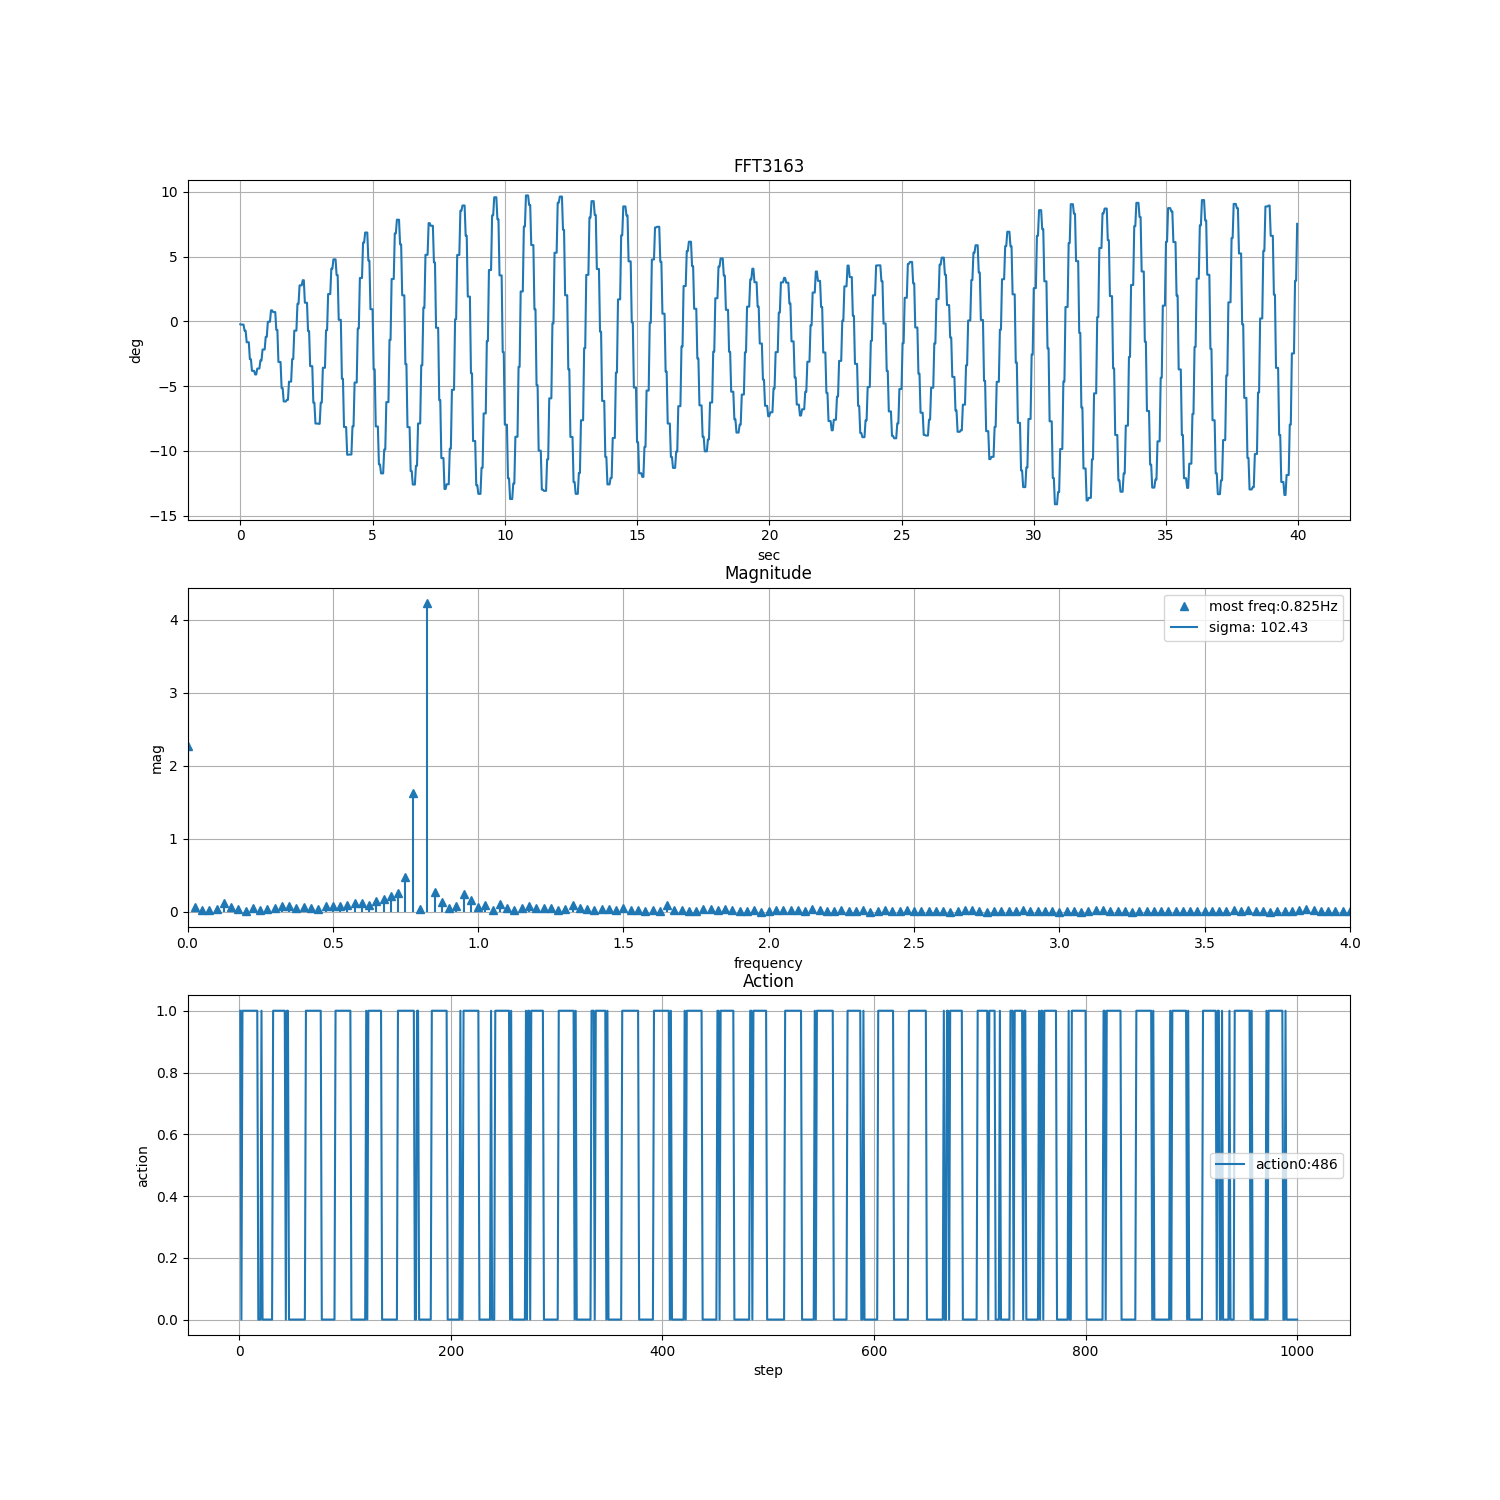 FFT3163
10
5
0
−5
−10
−15
deg
0 5 10 15 20 25 30 35 40
sec
Magnitude
most freq:0.825Hz
sigma: 102.43
4
3
2
1
0
mag
0.0 0.5 1.0 1.5 2.0 2.5 3.0 3.5 4.0
frequency
Action
1.0
0.8
0.6
0.4
0.2
0.0
action
action0:486
0 200 400 600 800 1000
step